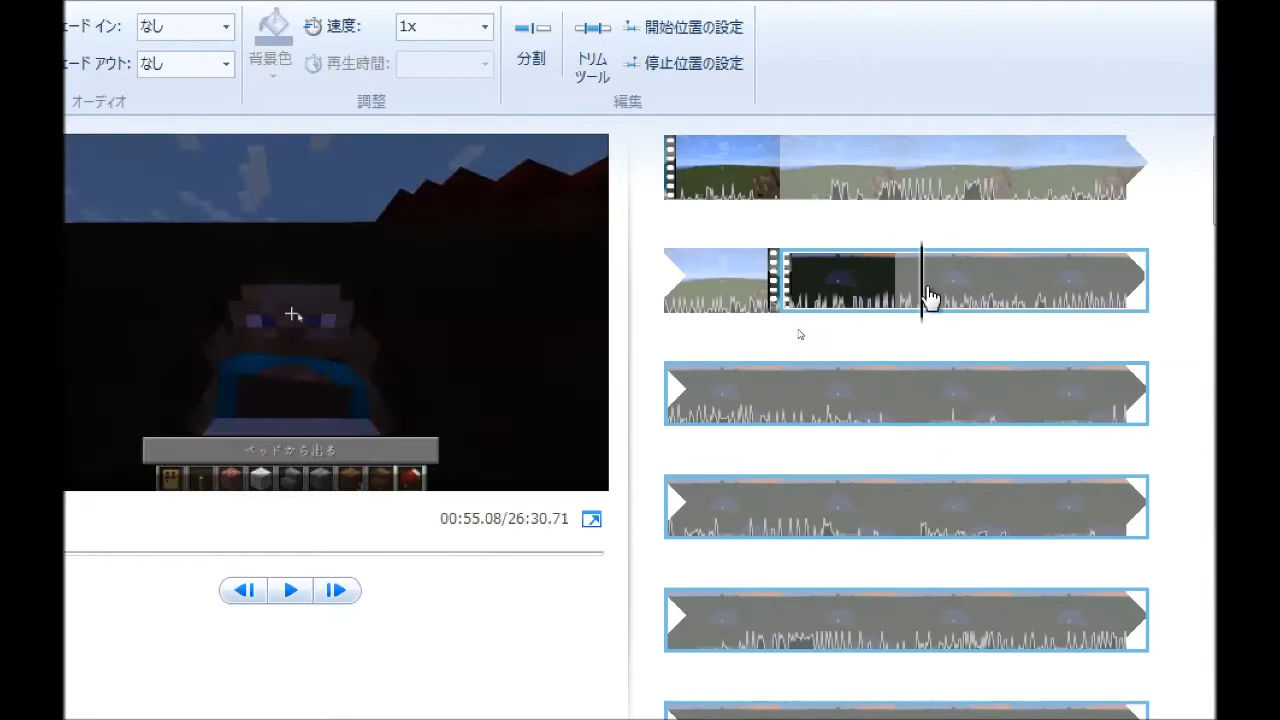 ェード イン: なし 速度: 1x 分割 トリム ツール 開始位置の設定
ェード アウト: なし 背景色 再生時間: 停止位置の設定
オーディオ 調整 編集
ベッドから出る
00:55.08/26:30.71